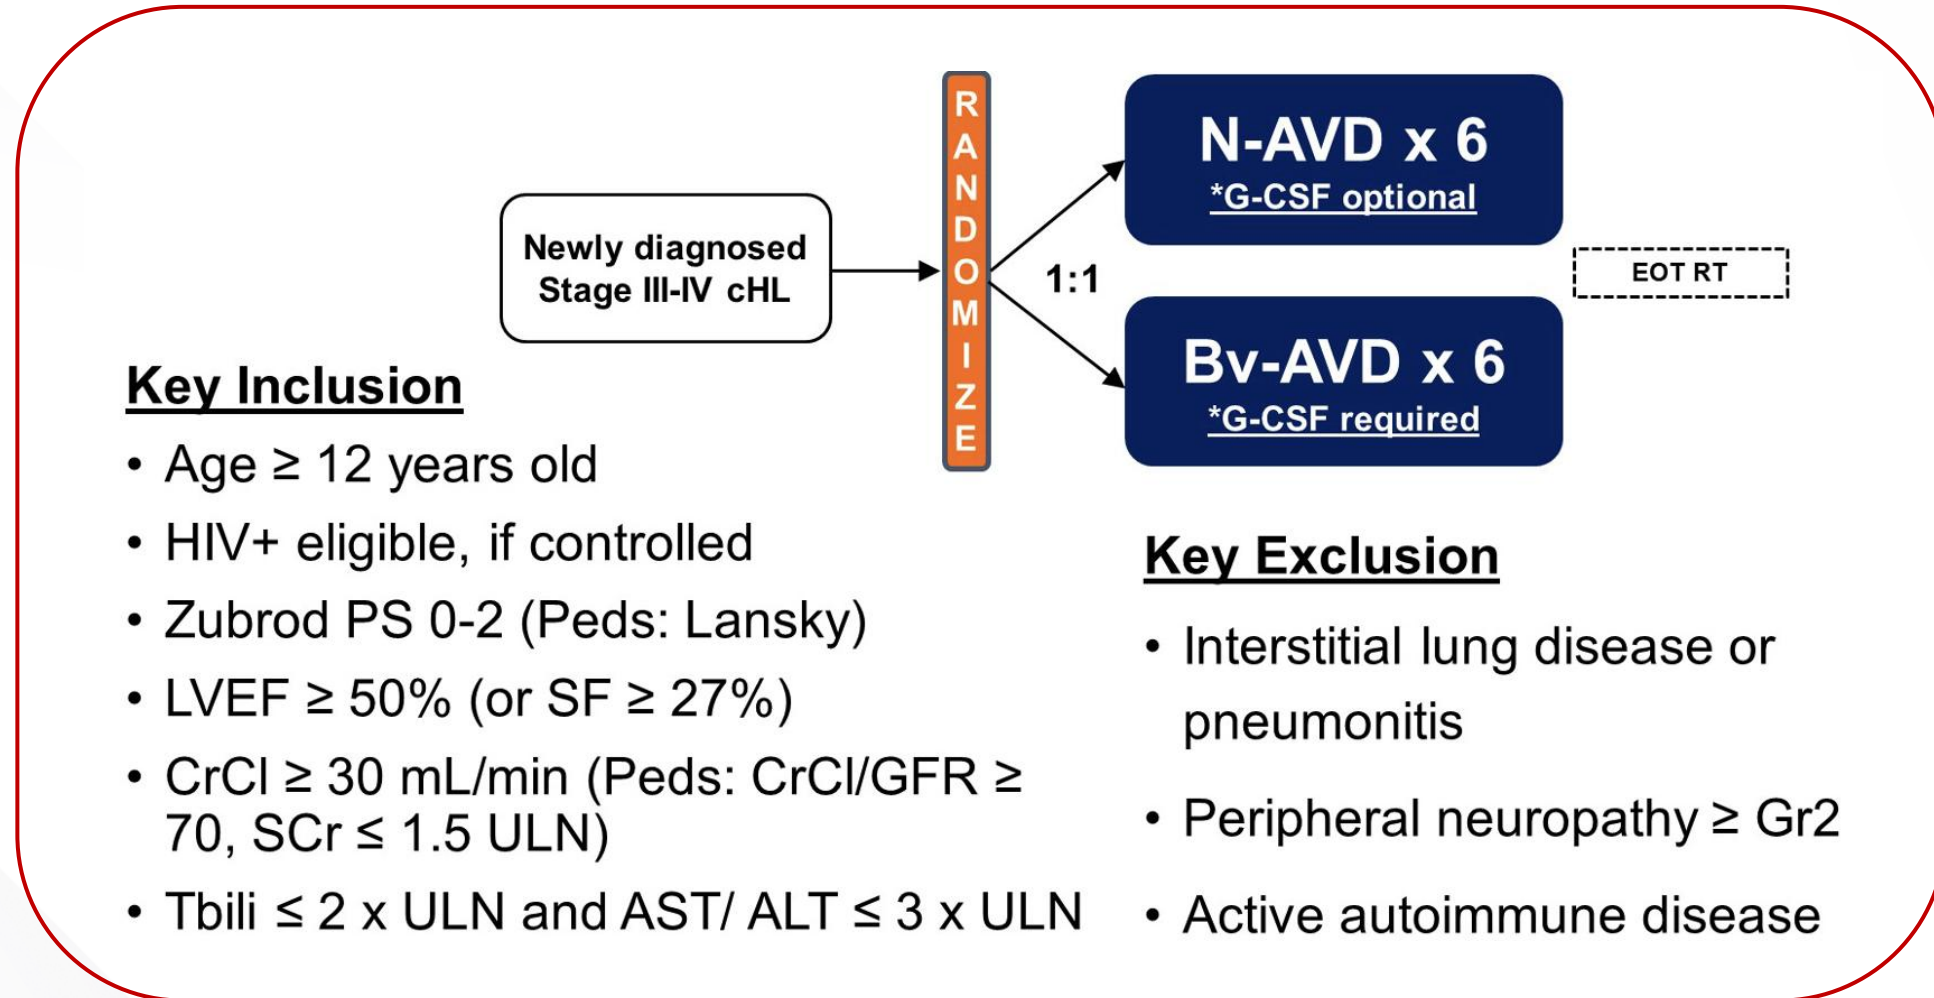 RANDOMIZE
N-AVD x 6
*G-CSF optional
Newly diagnosed
Stage III-IV cHL
1:1
EOT RT
Bv-AVD x 6
*G-CSF required
Key Inclusion
• Age ≥ 12 years old
• HIV+ eligible, if controlled
• Zubrod PS 0-2 (Peds: Lansky)
• LVEF ≥ 50% (or SF ≥ 27%)
• CrCl ≥ 30 mL/min (Peds: CrCl/GFR ≥
70, SCr ≤ 1.5 ULN)
• Tbili ≤ 2 x ULN and AST/ ALT ≤ 3 x ULN
Key Exclusion
• Interstitial lung disease or
pneumonitis
• Peripheral neuropathy ≥ Gr2
• Active autoimmune disease